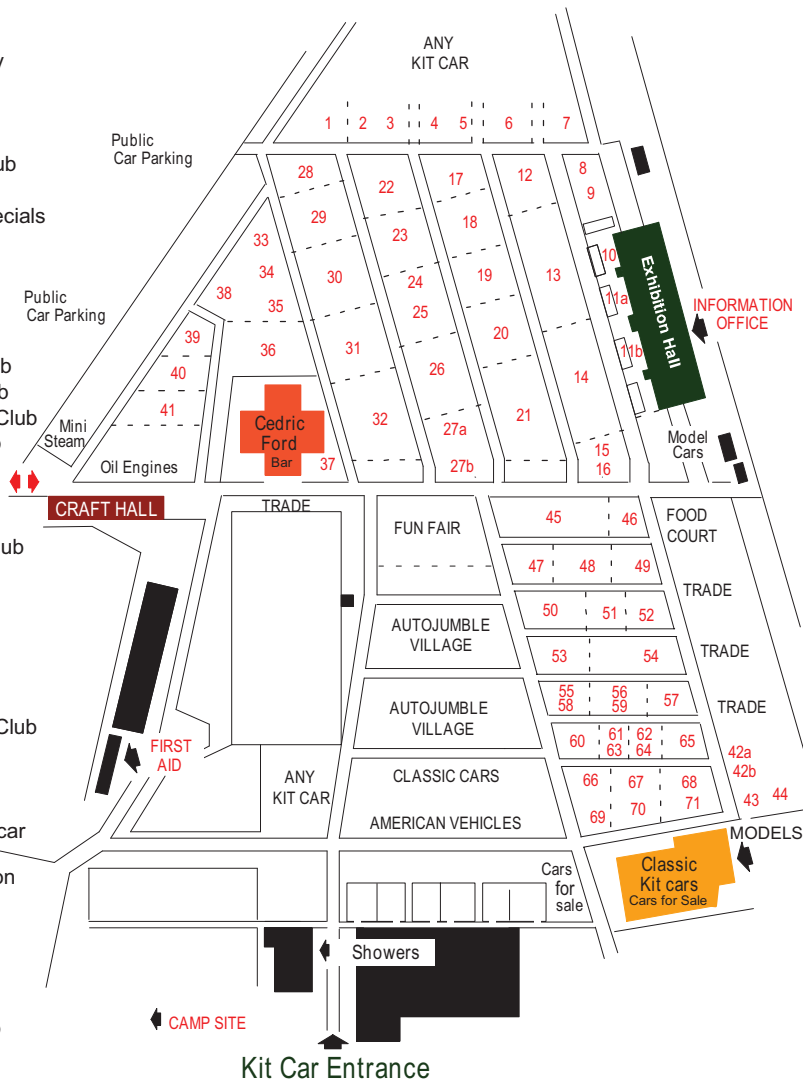 y
ub
ecials
b
b
Club
o
ub
Club
car
on
o
ANY
KIT CAR
Public
Car Parking
1 2 3 4 5 6 7
28 22 17 12 8
9
29 23 18
33
34
38 35
30 24 19 13 10
25
11a
Exhibition Hall
INFORMATION
OFFICE
Public
Car Parking
39
36 31 26 20 14 11b
40
41
Mini
Steam
Oil Engines
Cedric
Ford
Bar
37
32 27a
27b
21
15
16
Model
Cars
CRAFT HALL
TRADE
FUN FAIR
45 46
FOOD
COURT
47 48 49
TRADE
50 51 52
AUTOJUMBLE
VILLAGE
53 54
TRADE
55 56 57
58 59
TRADE
AUTOJUMBLE
VILLAGE
60 61 62 65
63 64
42a
42b
43 44
FIRST
AID
ANY
KIT CAR
CLASSIC CARS
66 67 68
69 70 71
AMERICAN VEHICLES
MODELS
Cars
for
sale
Classic
Kit cars
Cars for Sale
Showers
CAMP SITE
Kit Car Entrance